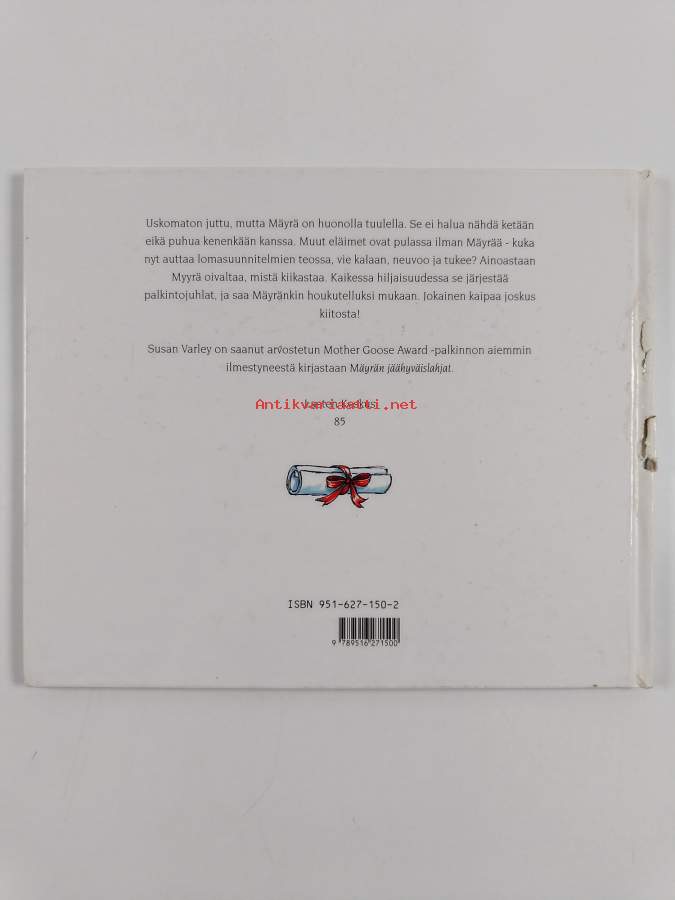 Uskomaton juttu, mutta Mäyrä on huonolla tuulella. Se ei halua nähdä ketään
eikä puhua kenenkään kanssa. Muut eläimet ovat pulassa ilman Mäyrää - kuka
nyt auttaa lomasuunnitelmien teossa, vie kalaan, neuvoo ja tukee? Ainoastaan
Myyrä oivaltaa, mistä kiikastaa. Kaikessa hiljaisuudessa se järjestää
palkintojuhlat, ja saa Mäyränkin houkutelluksi mukaan. Jokainen kaipaa joskus
kiitosta!
Susan Varley on saanut arvostetun Mother Goose Award -palkinnon aiemmin
ilmestyneestä kirjastaan Mäyrän jäähyväislahjat.
Lasten Keskus
Antikvariaatti.net
85
ISBN 951-627-150-2
9 789516 271500